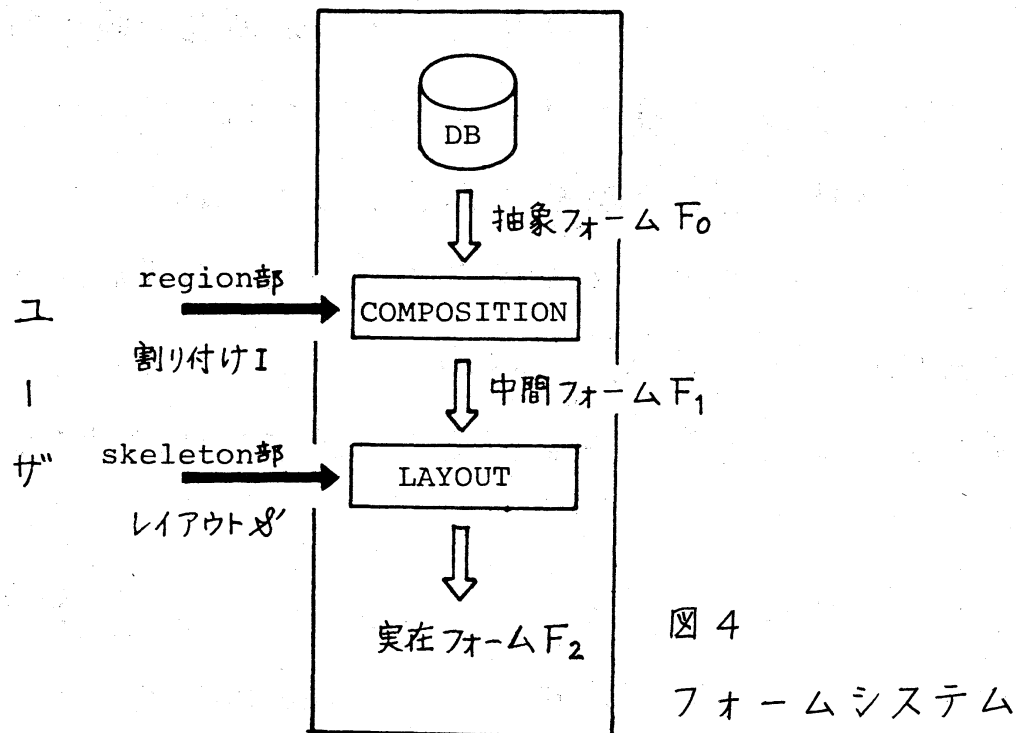 DB
抽象フォーム F₀
region部
COMPOSITION
割り付け I
中間フォーム F₁
ユーザ
skeleton部
LAYOUT
レイアウト
実在フォーム F₂
図 4
フォームシステム